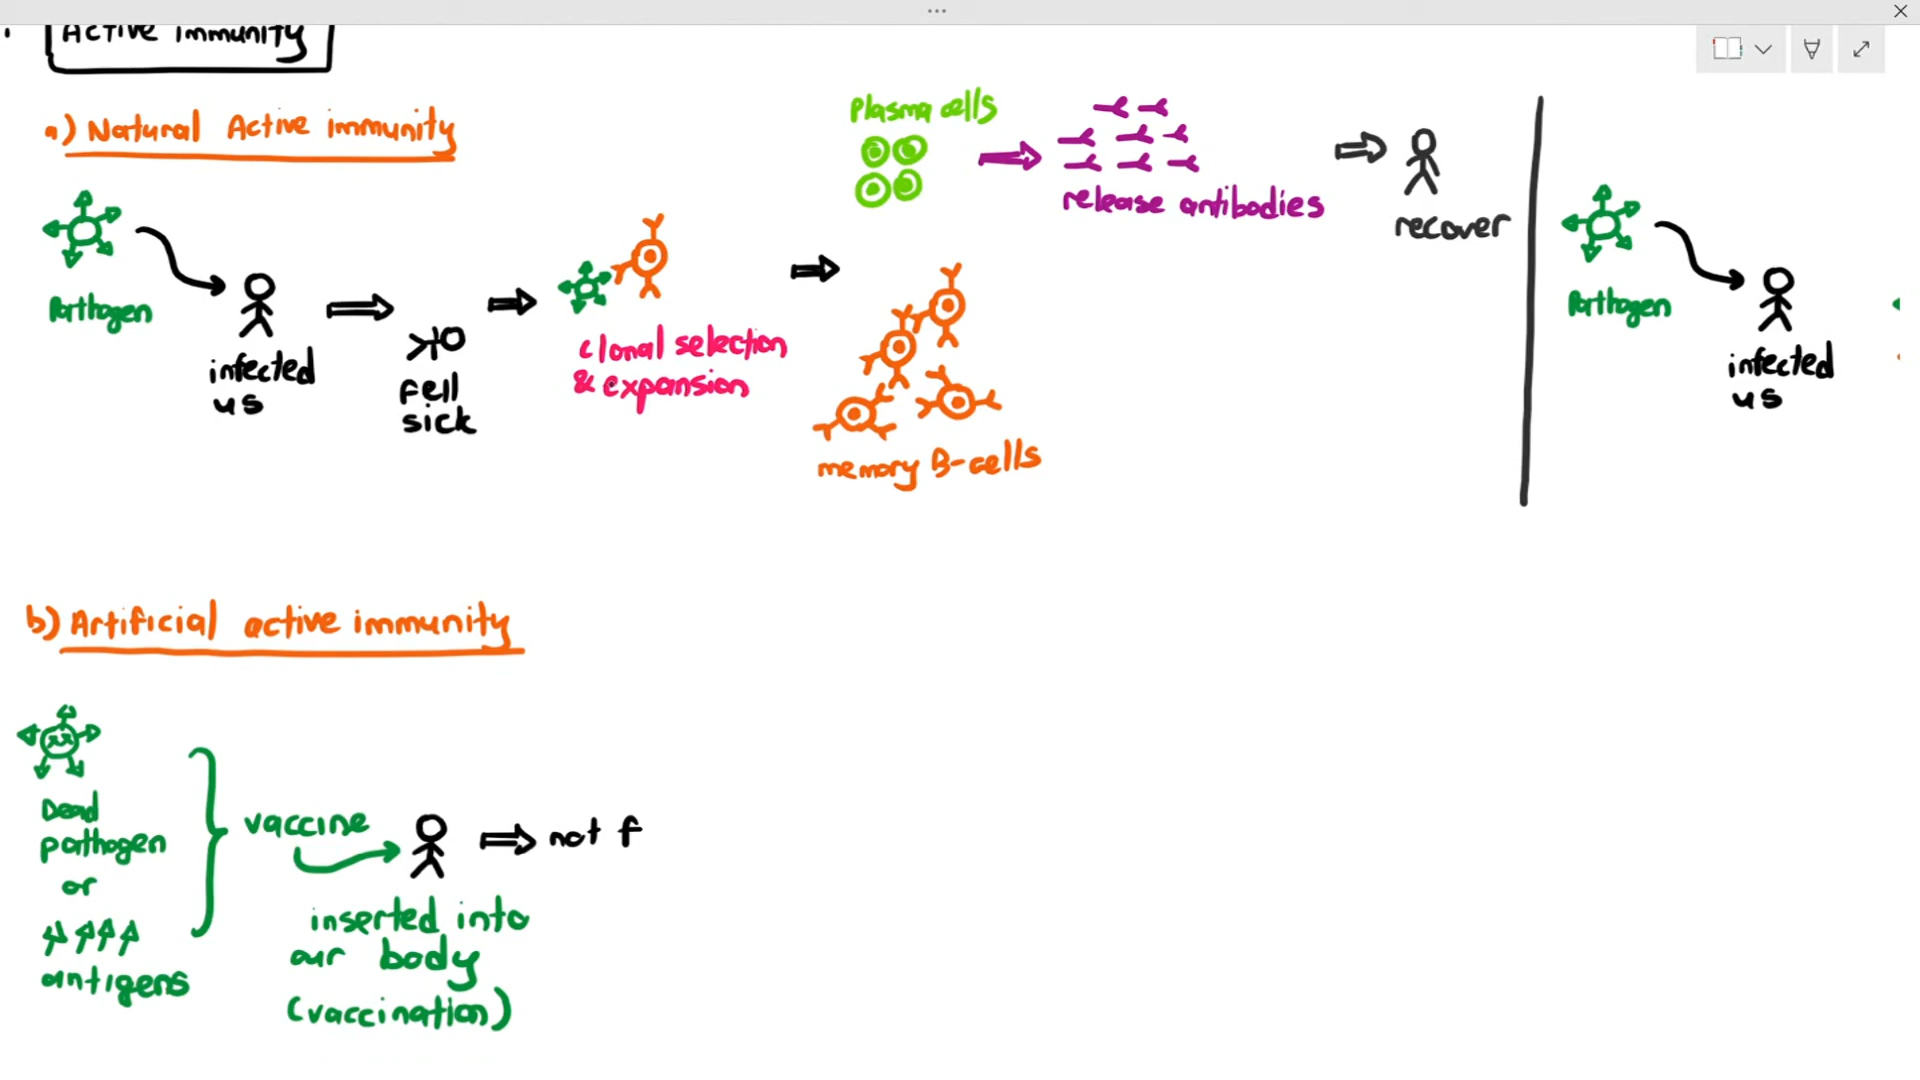 Active immunity
a) Natural Active immunity
Pathogen
infected
us
fell
sick
clonal selection
& expansion
Plasma cells
release antibodies
memory B-cells
recover
Pathogen
infected
us
b) Artificial active immunity
Dead
pathogen
or
antigens
vaccine
inserted into
our body
(vaccination)
not f